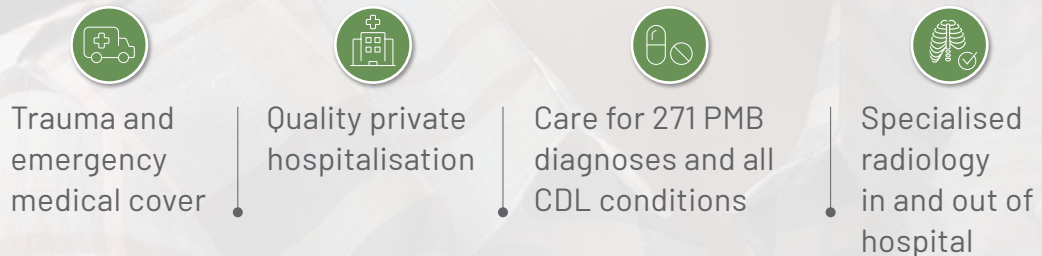 Trauma and
emergency
medical cover
Quality private
hospitalisation
Care for 271 PMB
diagnoses and all
CDL conditions
Specialised
radiology
in and out of
hospital